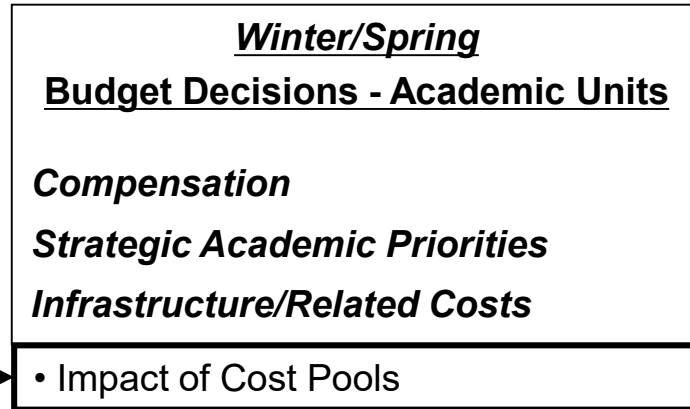 Winter/Spring
Budget Decisions - Academic Units
Compensation
Strategic Academic Priorities
Infrastructure/Related Costs
• Impact of Cost Pools